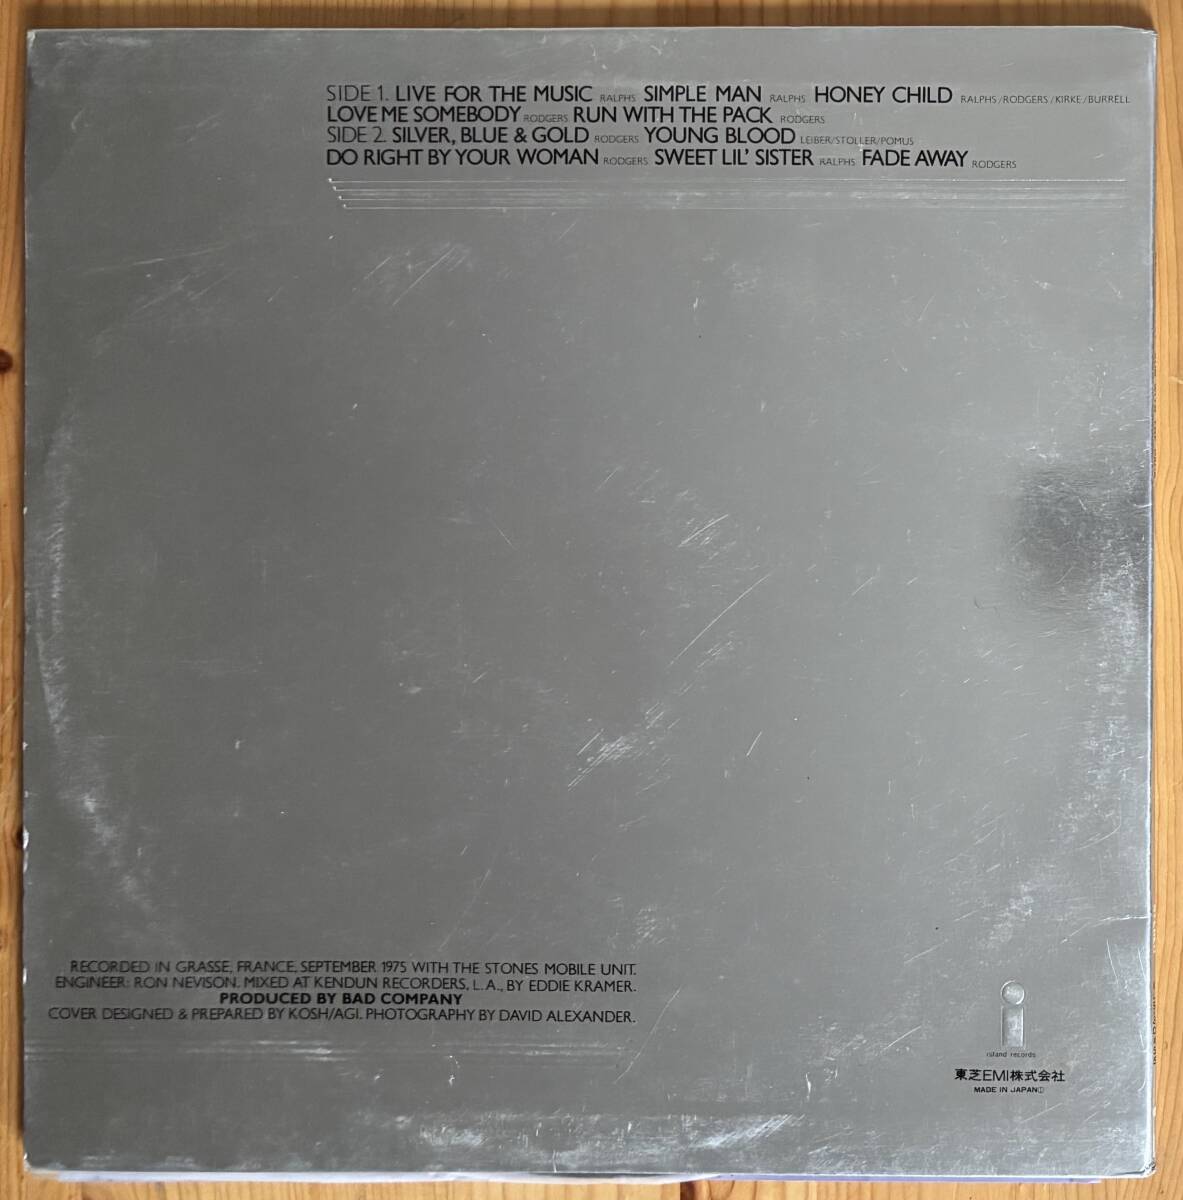 SIDE 1. LIVE FOR THE MUSIC RALPHS SIMPLE MAN RALPHS HONEY CHILD RALPHS/RODGERS/KIRKE/BURRELL
LOVE ME SOMEBODY RODGERS RUN WITH THE PACK RODGERS
SIDE 2. SILVER, BLUE & GOLD RODGERS YOUNG BLOOD LEIBER/STOLLER/POMUS
DO RIGHT BY YOUR WOMAN RODGERS SWEET LIL' SISTER RALPHS FADE AWAY RODGERS
RECORDED IN GRASSE, FRANCE, SEPTEMBER 1975 WITH THE STONES MOBILE UNIT.
ENGINEER: RON NEVISON. MIXED AT KENDUN RECORDERS, L.A., BY EDDIE KRAMER.
PRODUCED BY BAD COMPANY
COVER DESIGNED & PREPARED BY KOSH/AGI. PHOTOGRAPHY BY DAVID ALEXANDER.
island records
東芝EMI株式会社
MADE IN JAPANⒾ